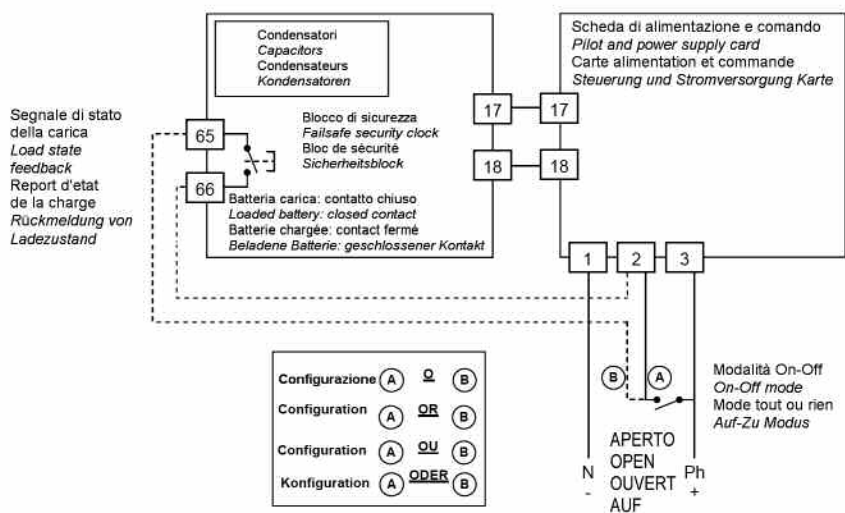 Condensatori
Capacitors
Condensateurs
Kondensatoren
Scheda di alimentazione e comando
Pilot and power supply card
Carte alimentation et commande
Steuerung und Stromversorgung Karte
Segnale di stato
della carica
Load state
feedback
Report d'etat
de la charge
Rückmeldung von
Ladezustand
65
66
Blocco di sicurezza
Failsafe security clock
Bloc de sécurité
Sicherheitsblock
17
17
18
18
Batteria carica: contatto chiuso
Loaded battery: closed contact
Batterie chargée: contact fermé
Beladene Batterie: geschlossener Kontakt
1
2
3
Configurazione A O B
Configuration A OR B
Configuration A OU B
Konfiguration A ODER B
B
A
Modalità On-Off
On-Off mode
Mode tout ou rien
Auf-Zu Modus
N
-
APERTO
OPEN
OUVERT
AUF
Ph
+